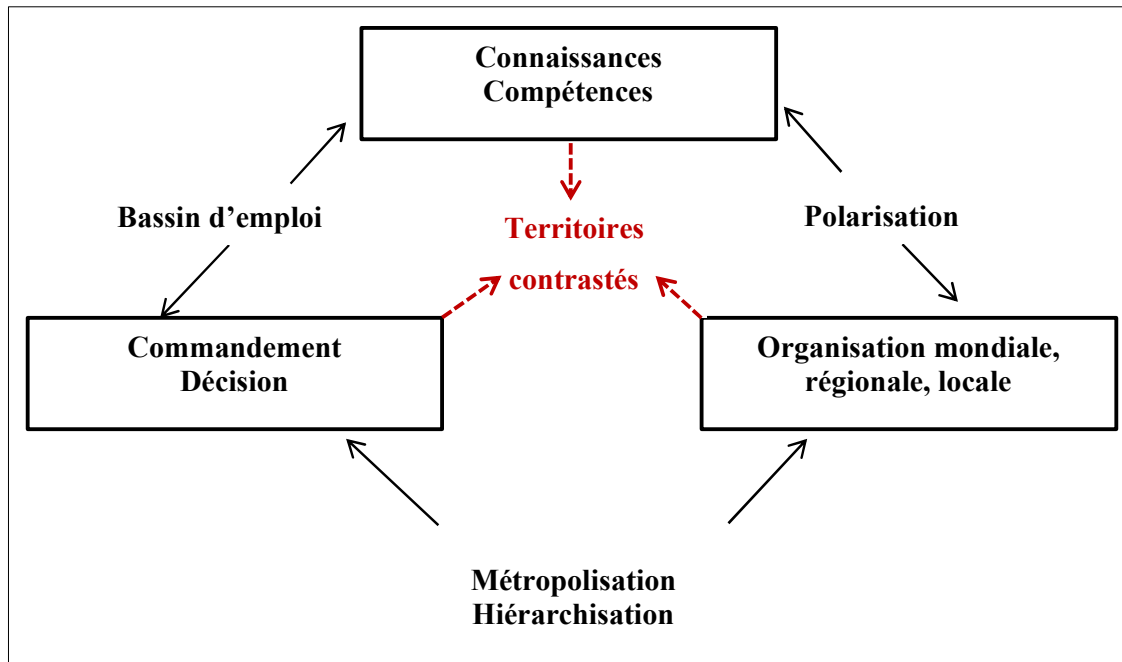 Connaissances
Compétences
Bassin d’emploi
Territoires
contrastés
Polarisation
Commandement
Décision
Organisation mondiale,
régionale, locale
Métropolisation
Hiérarchisation